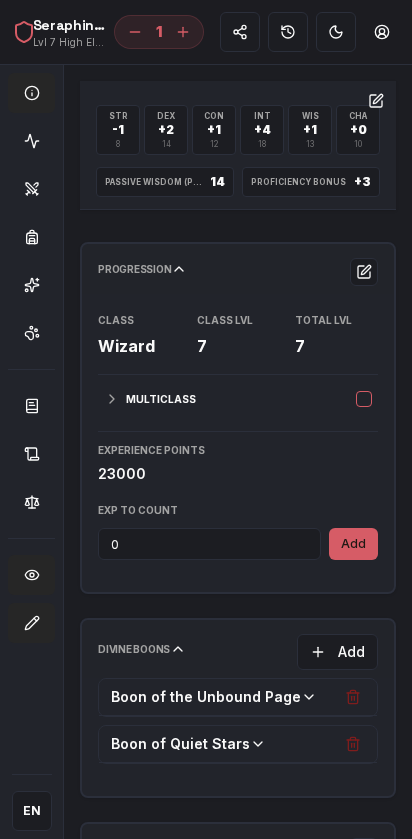 Seraphin...
Lvl 7 High El...
1
STR
-1
8
DEX
+2
14
CON
+1
12
INT
+4
18
WIS
+1
13
CHA
+0
10
PASSIVE WISDOM (P... 14
PROFICIENCY BONUS +3
PROGRESSION
CLASS CLASS LVL TOTAL LVL
Wizard 7 7
MULTICLASS
EXPERIENCE POINTS
23000
EXP TO COUNT
0 Add
DIVINE BOONS Add
Boon of the Unbound Page
Boon of Quiet Stars
EN